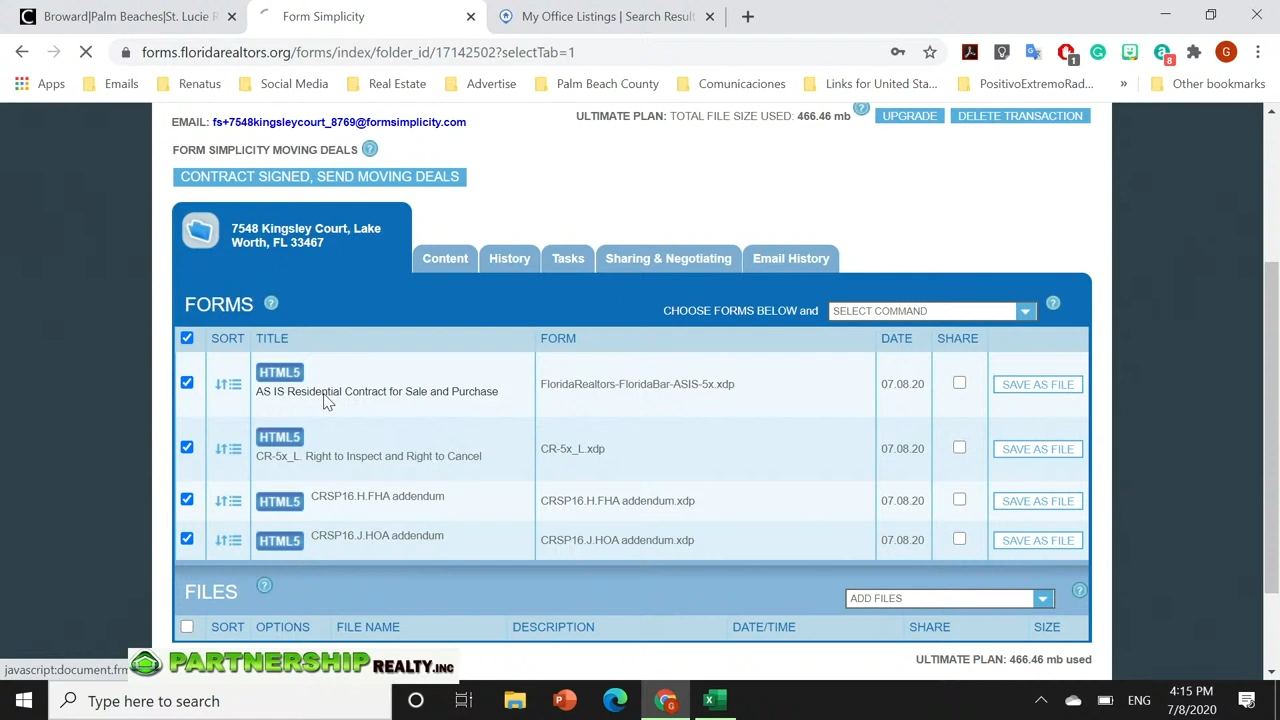 Broward|Palm Beaches|St. Lucie R
Form Simplicity
My Office Listings | Search Result
forms.floridarealtors.org/forms/index/folder_id/17142502?selectTab=1
1
8
G
Apps
Emails
Renatus
Social Media
Real Estate
Advertise
Palm Beach County
Comunicaciones
Links for United Sta...
PositivoExtremoRad...
»
Other bookmarks
EMAIL: fs+7548kingsleycourt_8769@formsimplicity.com
ULTIMATE PLAN: TOTAL FILE SIZE USED: 466.46 mb
?
UPGRADE
DELETE TRANSACTION
FORM SIMPLICITY MOVING DEALS ?
CONTRACT SIGNED, SEND MOVING DEALS
7548 Kingsley Court, Lake
Worth, FL 33467
Content
History
Tasks
Sharing & Negotiating
Email History
FORMS ?
CHOOSE FORMS BELOW and SELECT COMMAND ?
SORT TITLE FORM DATE SHARE
HTML5
AS IS Residential Contract for Sale and Purchase
FloridaRealtors-FloridaBar-ASIS-5x.xdp 07.08.20 SAVE AS FILE
HTML5
CR-5x_L. Right to Inspect and Right to Cancel
CR-5x_L.xdp 07.08.20 SAVE AS FILE
HTML5 CRSP16.H.FHA addendum CRSP16.H.FHA addendum.xdp 07.08.20 SAVE AS FILE
HTML5 CRSP16.J.HOA addendum CRSP16.J.HOA addendum.xdp 07.08.20 SAVE AS FILE
FILES ?
ADD FILES ?
SORT OPTIONS FILE NAME DESCRIPTION DATE/TIME SHARE SIZE
ULTIMATE PLAN: 466.46 mb used
javascript:document.frm
PARTNERSHIP REALTY.INC
Type here to search
ENG
4:15 PM
7/8/2020